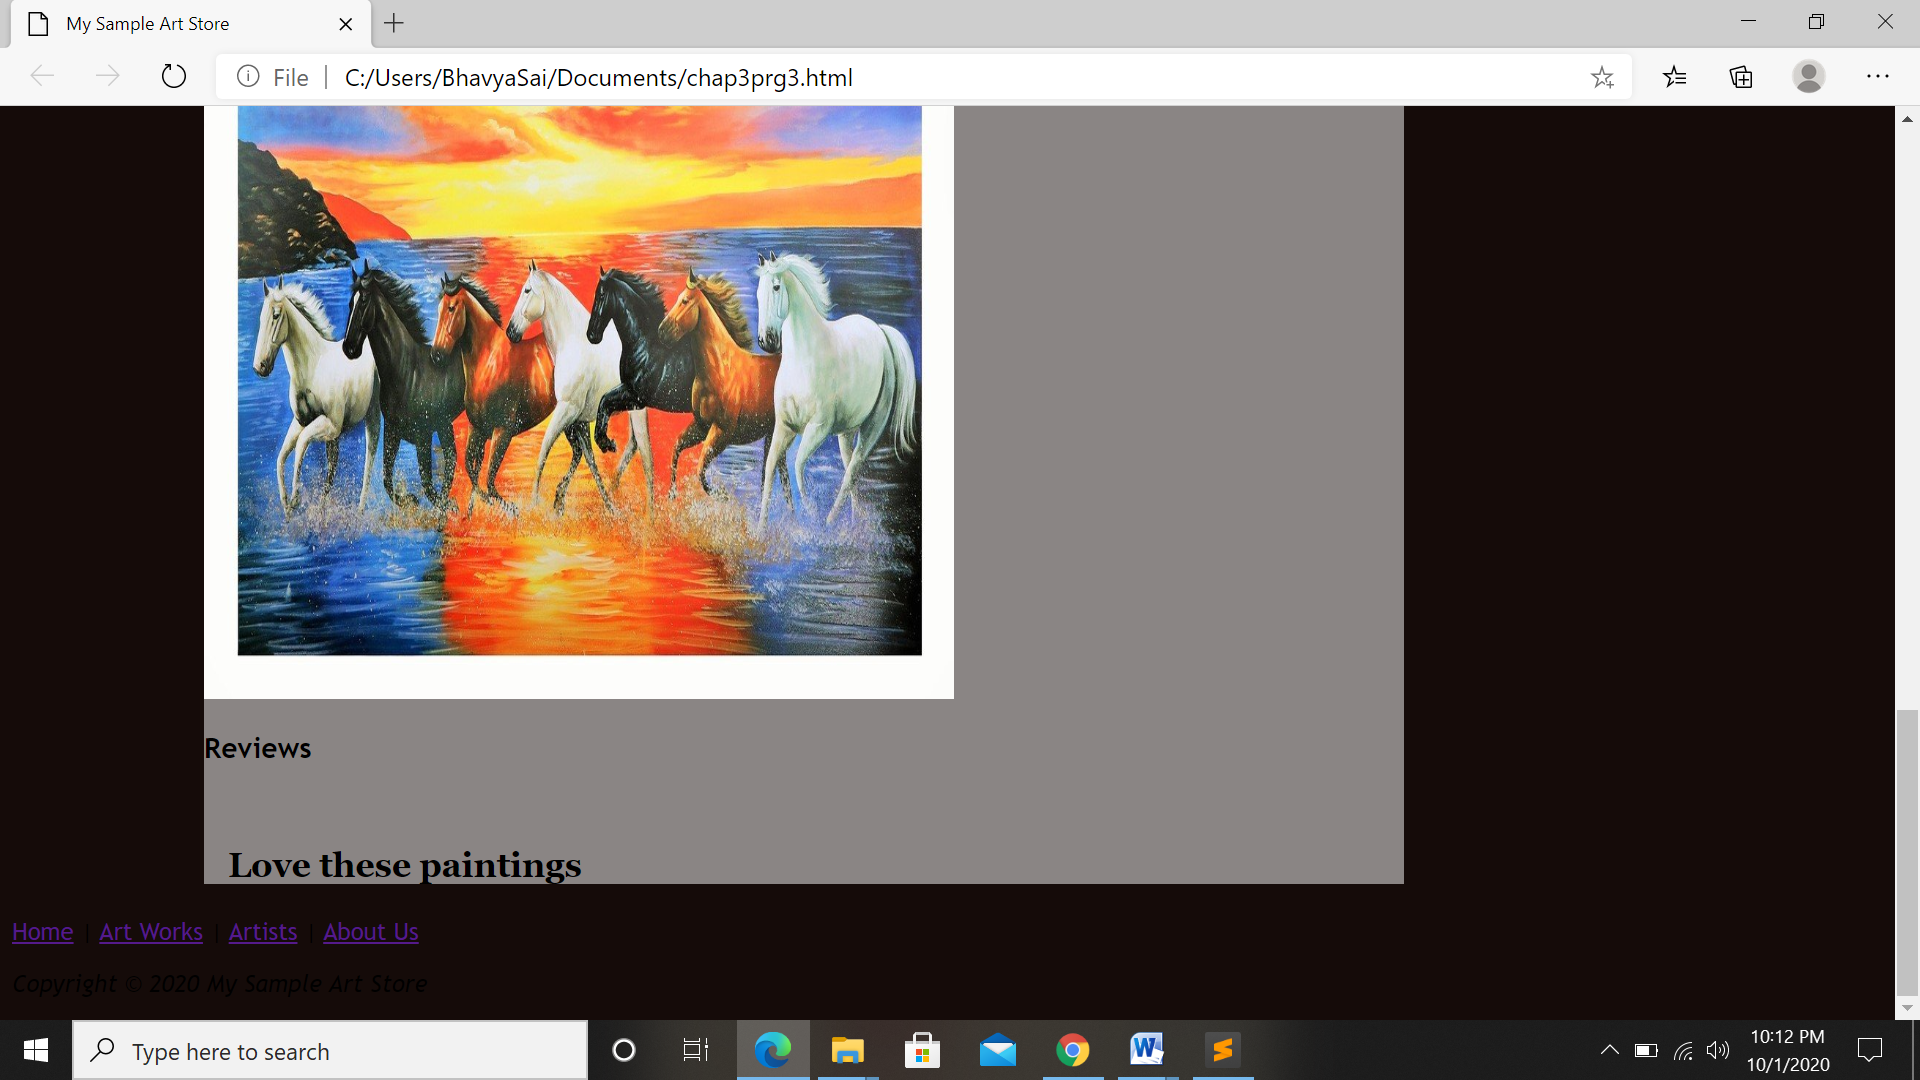 My Sample Art Store
File | C:/Users/BhavyaSai/Documents/chap3prg3.html
Reviews
Love these paintings
Home | Art Works | Artists | About Us
Copyright © 2020 My Sample Art Store
Type here to search
10:12 PM
10/1/2020